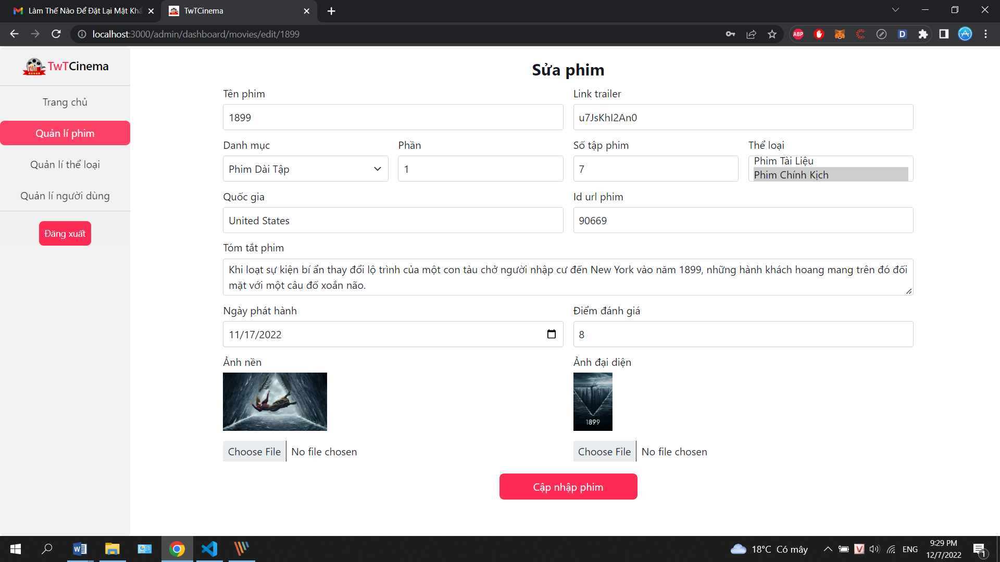 Làm Thế Nào Để Đặt Lại Mật Khẩ
TwTCinema
localhost:3000/admin/dashboard/movies/edit/1899
ABP
D
TwTCinema
Trang chủ
Quản lí phim
Quản lí thể loại
Quản lí người dùng
Đăng xuất
Sửa phim
Tên phim
Link trailer
1899
u7JsKhI2An0
Danh mục
Phần
Số tập phim
Thể loại
Phim Dài Tập
1
7
Phim Tài Liệu
Phim Chính Kịch
Quốc gia
Id url phim
United States
90669
Tóm tắt phim
Khi loạt sự kiện bí ẩn thay đổi lộ trình của một con tàu chở người nhập cư đến New York vào năm 1899, những hành khách hoang mang trên đó đối
mặt với một câu đố xoắn não.
Ngày phát hành
Điểm đánh giá
11/17/2022
8
Ảnh nền
Ảnh đại diện
1899
Choose File No file chosen
Choose File No file chosen
Cập nhập phim
18°C Có mây
V
ENG
9:29 PM
12/7/2022
1